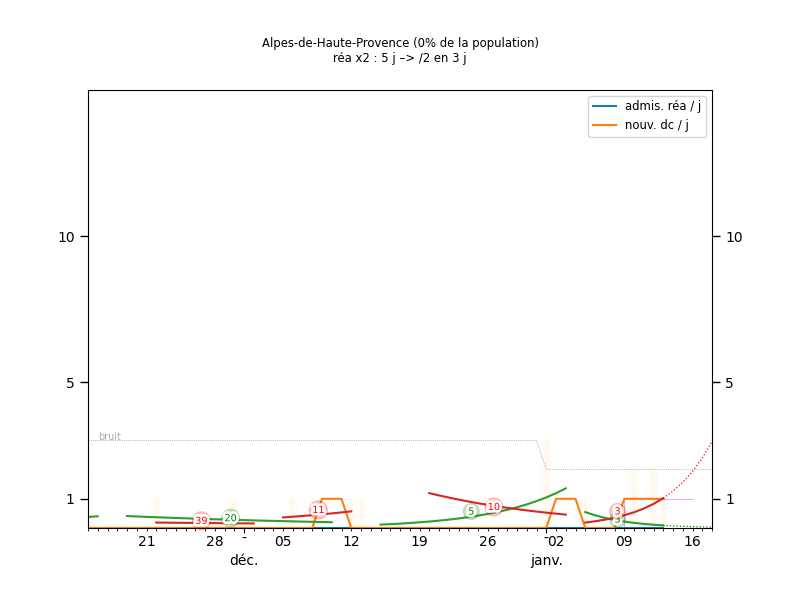 Alpes-de-Haute-Provence (0% de la population)
réa x2 : 5 j –> /2 en 3 j
admis. réa / j
nouv. dc / j
10 10
5 5
bruit
1 1
39 20 11 5 10 3 3
21 28 - 05 12 19 26 - 02 09 16
déc. janv.